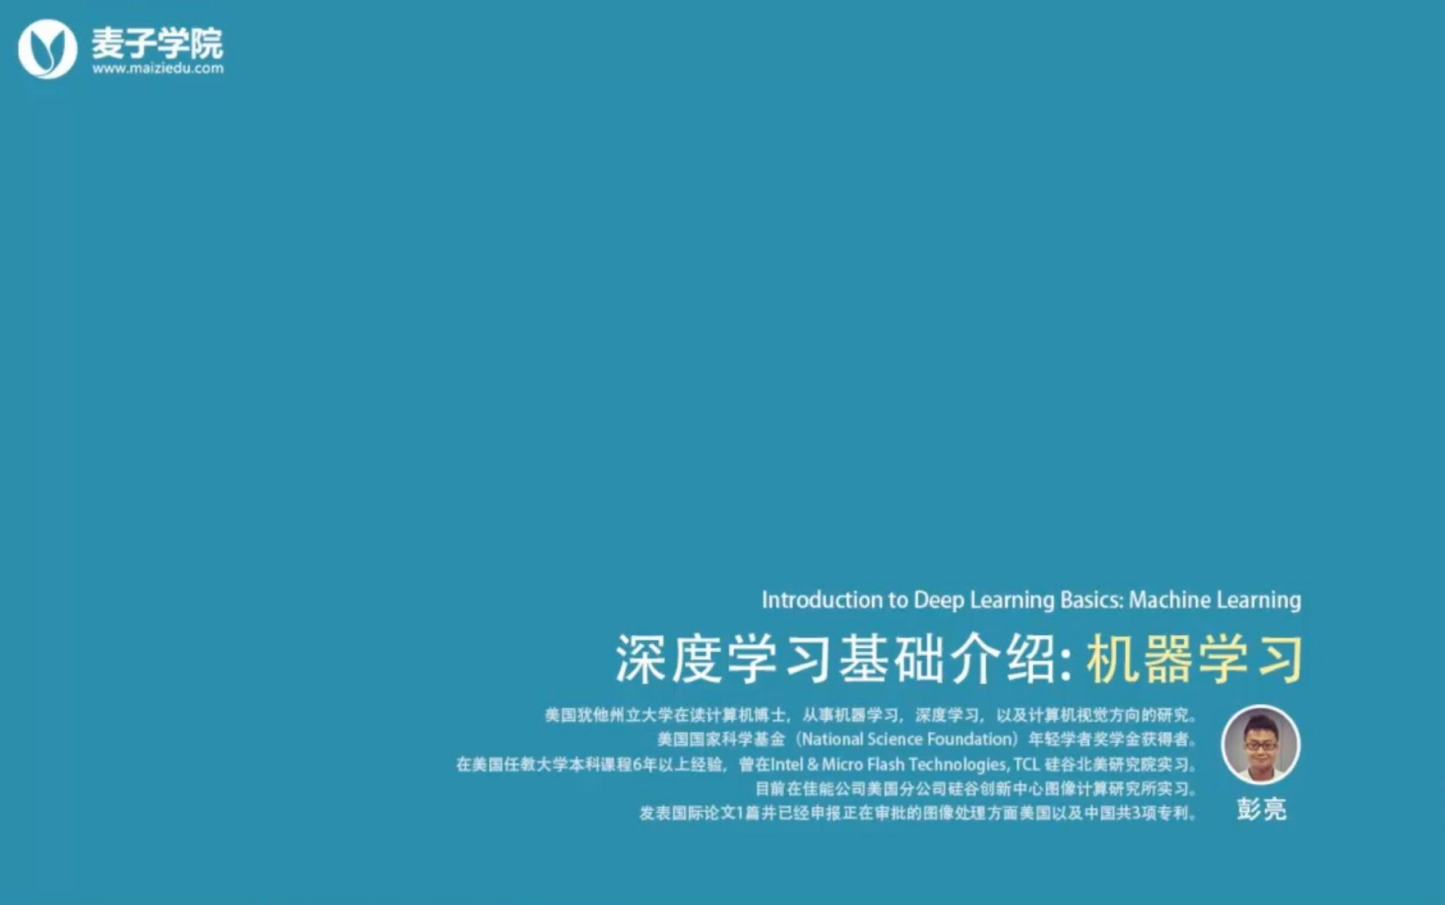 麦子学院
www.maiziedu.com
Introduction to Deep Learning Basics: Machine Learning
深度学习基础介绍: 机器学习
美国犹他州立大学在读计算机博士，从事机器学习，深度学习，以及计算机视觉方向的研究。
美国国家科学基金（National Science Foundation）年轻学者奖学金获得者。
在美国任教大学本科课程6年以上经验，曾在Intel & Micro Flash Technologies, TCL 硅谷北美研究院实习。
目前在佳能公司美国分公司硅谷创新中心图像计算研究所实习。
发表国际论文1篇并已经申报正在审批的图像处理方面美国以及中国共3项专利。
彭亮